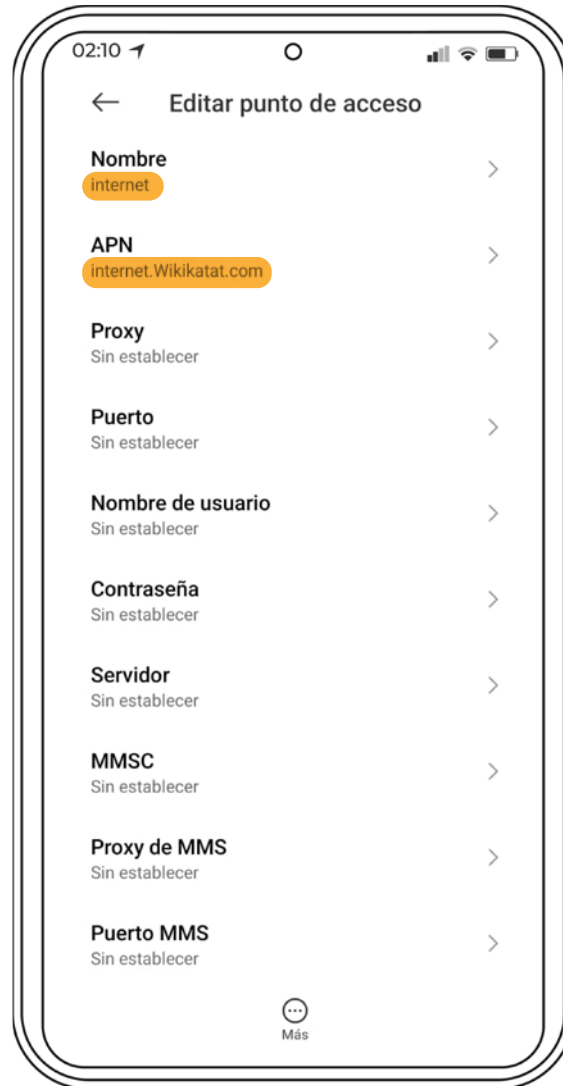 02:10
Editar punto de acceso
Nombre
internet
APN
internet.Wikikatat.com
Proxy
Sin establecer
Puerto
Sin establecer
Nombre de usuario
Sin establecer
Contraseña
Sin establecer
Servidor
Sin establecer
MMSC
Sin establecer
Proxy de MMS
Sin establecer
Puerto MMS
Sin establecer
Más